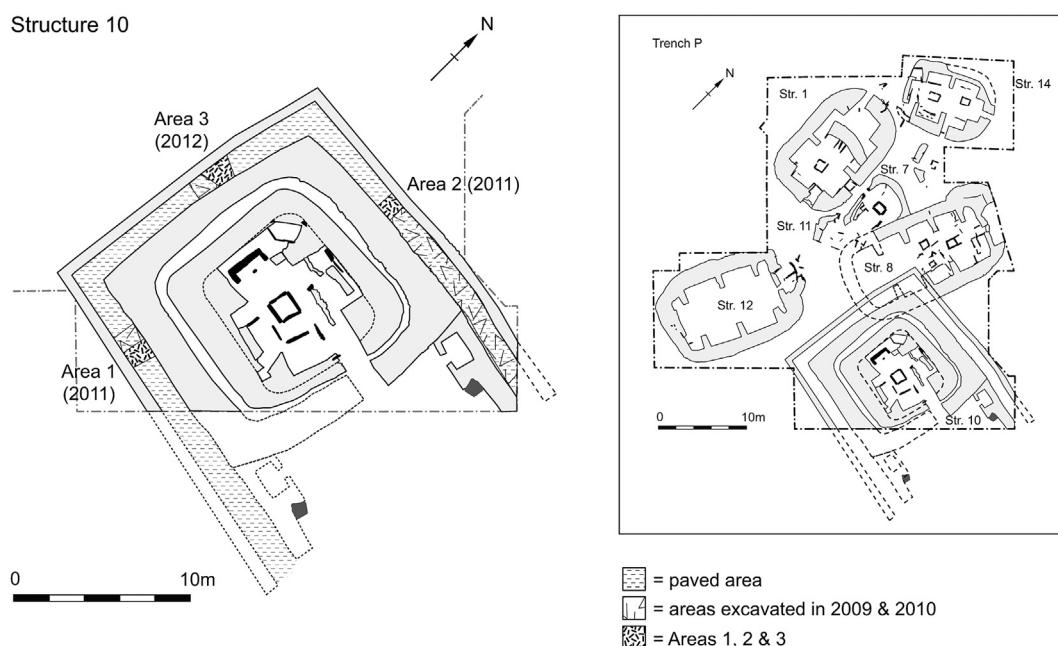 Structure 10
N
Area 3
(2012)
Area 2 (2011)
Area 1
(2011)
0 10m
Trench P
N
Str. 1
Str. 14
Str. 7
Str. 11
Str. 8
Str. 12
0 10m
Str. 10
= paved area
= areas excavated in 2009 & 2010
= Areas 1, 2 & 3